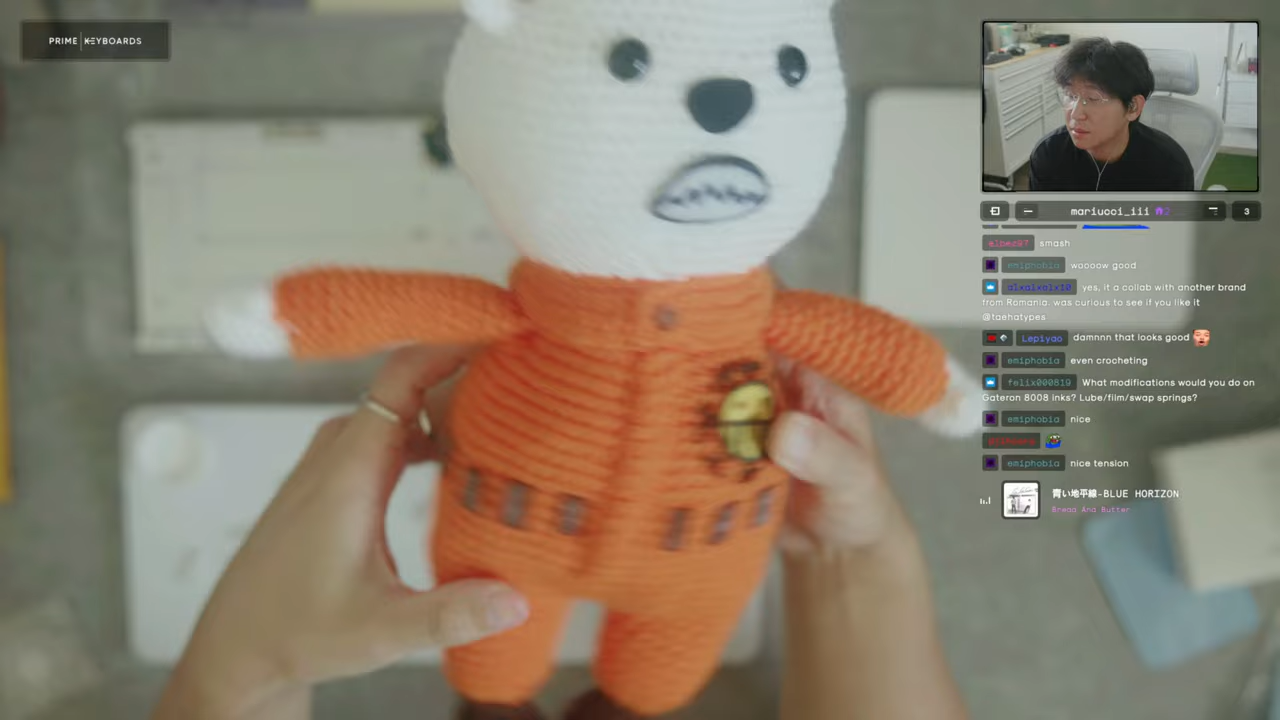 PRIME | KEYBOARDS
mariucci_iii
3
elpez97 smash
emiphobia woooow good
alxalxalx10 yes, it a collab with another brand
from Romania. was curious to see if you like it
@taehatypes
Lepiyao damnnn that looks good
emiphobia even crocheting
felix000819 What modifications would you do on
Gateron 8008 inks? Lube/film/swap springs?
emiphobia nice
emiphobia nice tension
青い地平線-BLUE HORIZON
Bread And Butter